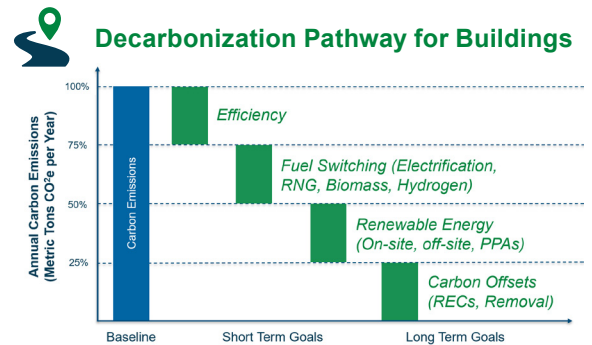 Decarbonization Pathway for Buildings
Annual Carbon Emissions
(Metric Tons CO²e per Year)
100%
75%
50%
25%
Carbon Emissions
Efficiency
Fuel Switching (Electrification,
RNG, Biomass, Hydrogen)
Renewable Energy
(On-site, off-site, PPAs)
Carbon Offsets
(RECs, Removal)
Baseline
Short Term Goals
Long Term Goals